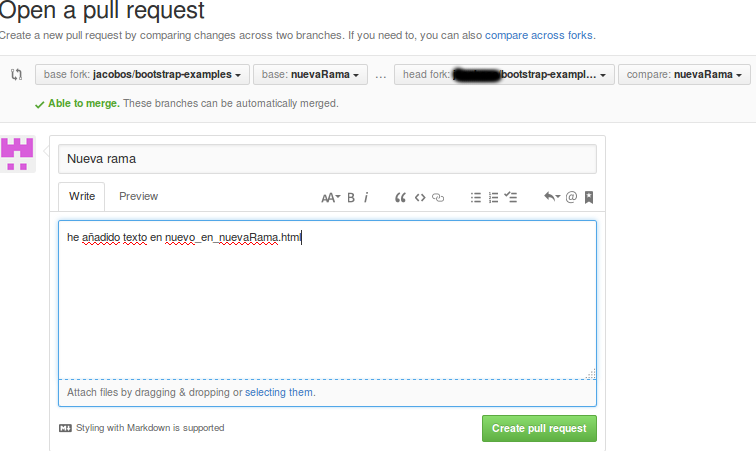 Open a pull request
Create a new pull request by comparing changes across two branches. If you need to, you can also compare across forks.
base fork: jacobos/bootstrap-examples base: nuevaRama ... head fork: /bootstrap-exampl... compare: nuevaRama
Able to merge. These branches can be automatically merged.
Nueva rama
Write Preview AA B i “ <> @
he añadido texto en nuevo_en_nuevaRama.html
Attach files by dragging & dropping or selecting them.
Styling with Markdown is supported Create pull request